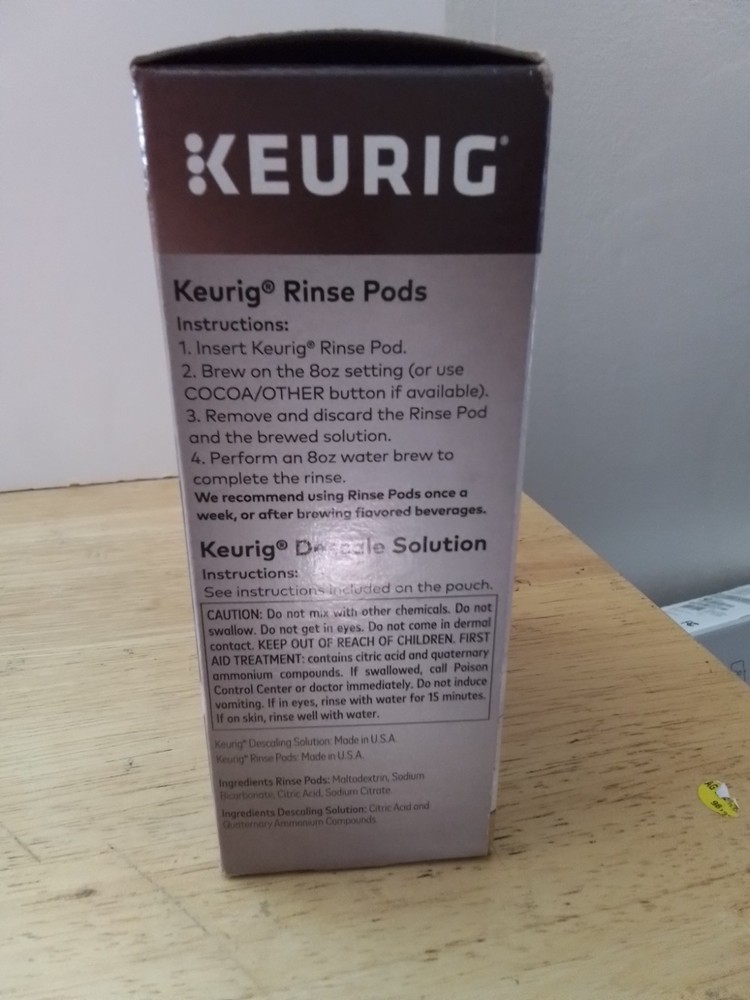 KEURIG
Keurig® Rinse Pods
Instructions:
1. Insert Keurig® Rinse Pod.
2. Brew on the 8oz setting (or use
COCOA/OTHER button if available).
3. Remove and discard the Rinse Pod
and the brewed solution.
4. Perform an 8oz water brew to
complete the rinse.
We recommend using Rinse Pods once a
week, or after brewing flavored beverages.
Keurig® Descale Solution
Instructions:
See instructions included on the pouch.
CAUTION: Do not mix with other chemicals. Do not
swallow. Do not get in eyes. Do not come in dermal
contact. KEEP OUT OF REACH OF CHILDREN. FIRST
AID TREATMENT: contains citric acid and quaternary
ammonium compounds. If swallowed, call Poison
Control Center or doctor immediately. Do not induce
vomiting. If in eyes, rinse with water for 15 minutes.
If on skin, rinse well with water.
Keurig® Descaling Solution: Made in U.S.A.
Keurig® Rinse Pods: Made in U.S.A.
Ingredients Rinse Pods: Maltodextrin, Sodium
Bicarbonate, Citric Acid, Sodium Citrate
Ingredients Descaling Solution: Citric Acid and
Quaternary Ammonium Compounds